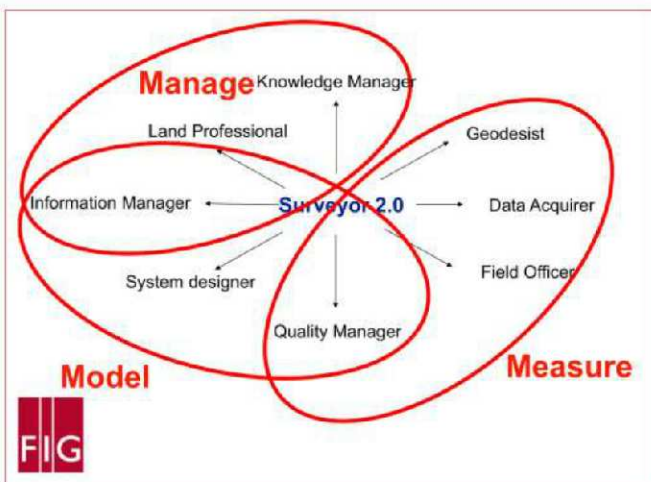 Manage
Knowledge Manager
Land Professional
Geodesist
Information Manager
Surveyor 2.0
Data Acquirer
System designer
Field Officer
Quality Manager
Model
Measure
FIG